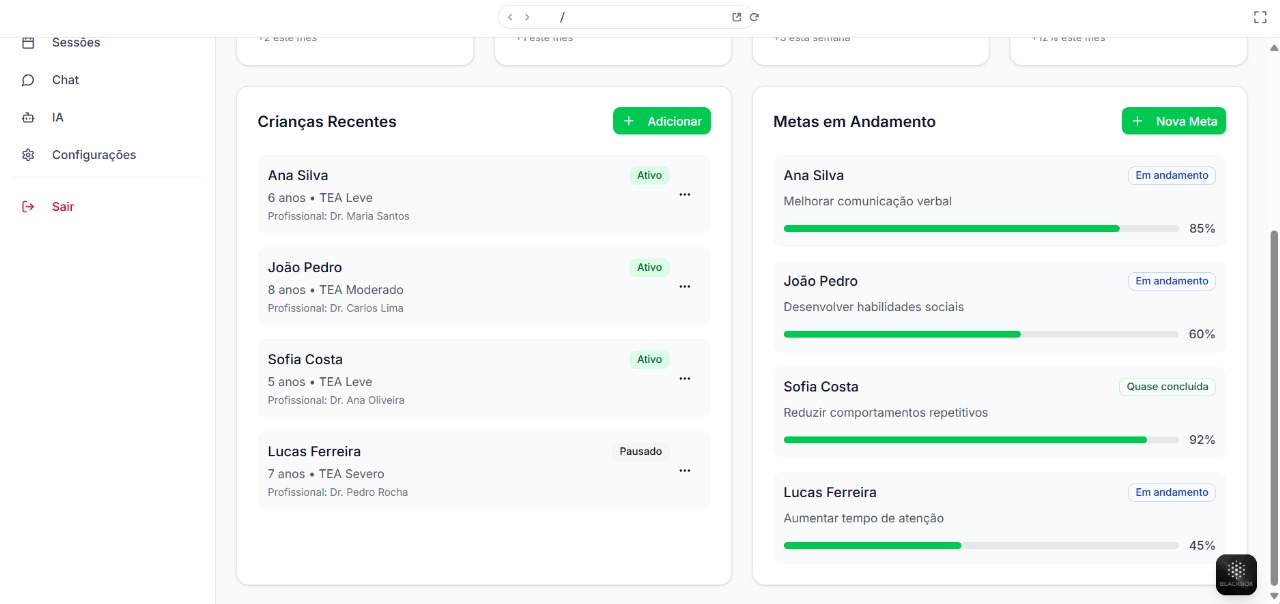 /
Sessões
Chat
IA
Configurações
Sair
+2 este mês
+1 este mês
+5 esta semana
+12% este mês
Crianças Recentes
+ Adicionar
Ana Silva
Ativo
6 anos • TEA Leve
Profissional: Dr. Maria Santos
João Pedro
Ativo
8 anos • TEA Moderado
Profissional: Dr. Carlos Lima
Sofia Costa
Ativo
5 anos • TEA Leve
Profissional: Dr. Ana Oliveira
Lucas Ferreira
Pausado
7 anos • TEA Severo
Profissional: Dr. Pedro Rocha
Metas em Andamento
+ Nova Meta
Ana Silva
Em andamento
Melhorar comunicação verbal
85%
João Pedro
Em andamento
Desenvolver habilidades sociais
60%
Sofia Costa
Quase concluída
Reduzir comportamentos repetitivos
92%
Lucas Ferreira
Em andamento
Aumentar tempo de atenção
45%
BLACKBOX